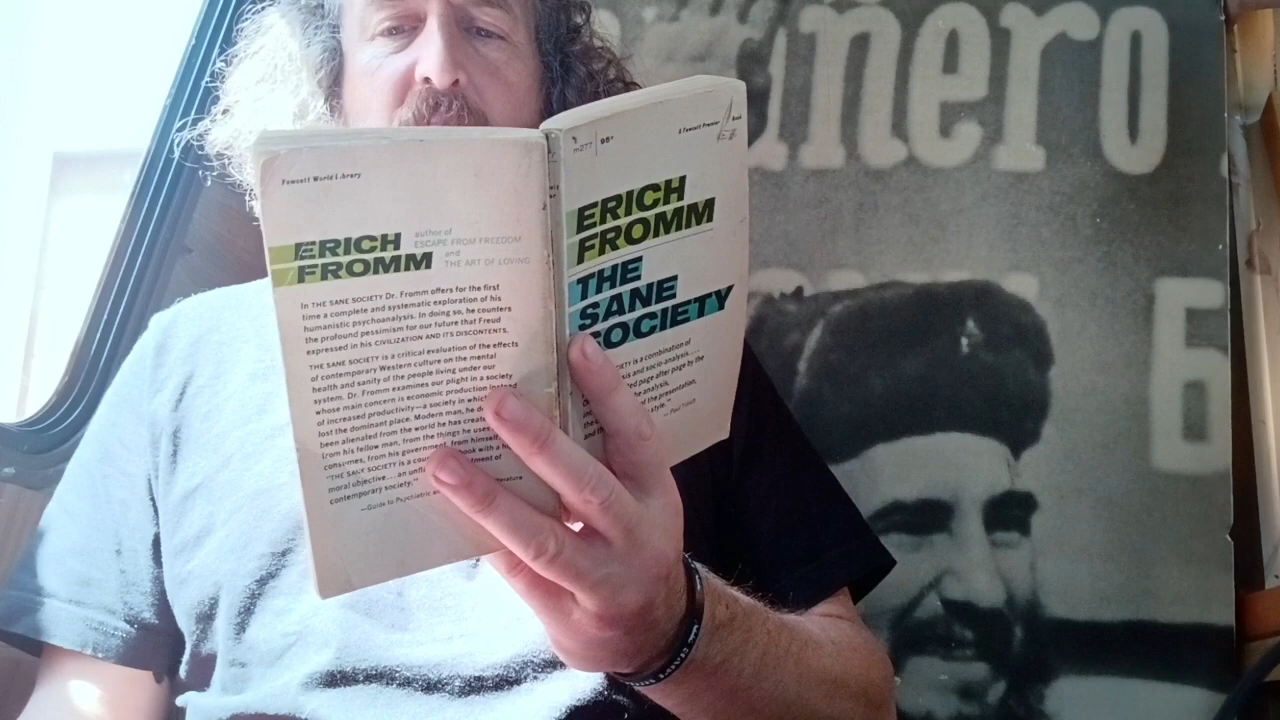 Fawcett World Library
ERICH
FROMM
author of
ESCAPE FROM FREEDOM
and
THE ART OF LOVING
In THE SANE SOCIETY Dr. Fromm offers for the first
time a complete and systematic exploration of his
humanistic psychoanalysis. In doing so, he counters
the profound pessimism for our future that Freud
expressed in his CIVILIZATION AND ITS DISCONTENTS.
THE SANE SOCIETY is a critical evaluation of the effects
of contemporary Western culture on the mental
health and sanity of the people living under our
system. Dr. Fromm examines our plight in a society
whose main concern is economic production instead
of increased productivity—a society in which
lost the dominant place. Modern man, he
been alienated from the world he has
from his fellow man, from the things he uses
consumes, from his government, from himself
book with a
"THE SANE SOCIETY is a
moral objective... an
contemporary society."
—Guide to Psychiatric
m277
95¢
A Fawcett Premier Book
ERICH
FROMM
THE
SANE
SOCIETY
is a combination of
and socio-analysis....
page after page by the
analysis,
of the presentation,
style."
—Paul
ñero
6